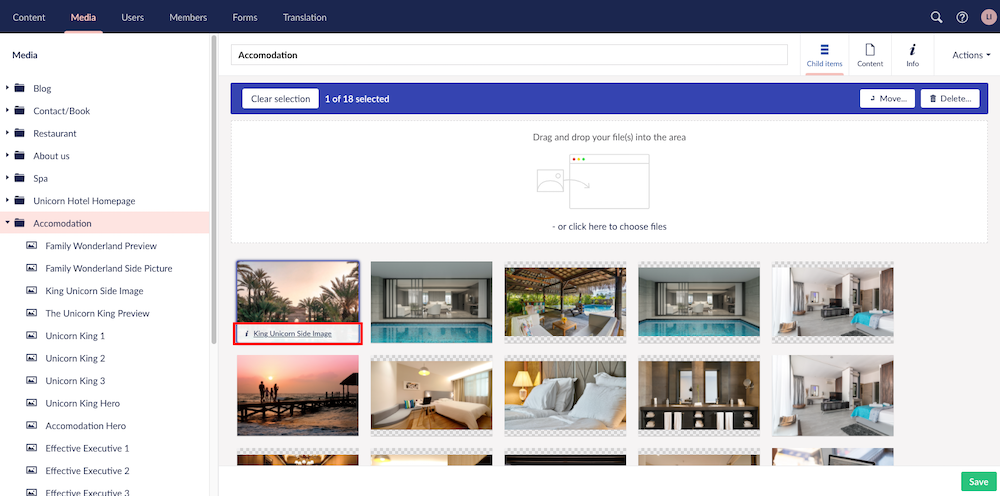 Content Media Users Members Forms Translation LI
Media
Blog
Contact/Book
Restaurant
About us
Spa
Unicorn Hotel Homepage
Accomodation
Family Wonderland Preview
Family Wonderland Side Picture
King Unicorn Side Image
The Unicorn King Preview
Unicorn King 1
Unicorn King 2
Unicorn King 3
Unicorn King Hero
Accomodation Hero
Effective Executive 1
Effective Executive 2
Effective Executive 3
Accomodation
Child items
Content
Info
Actions
Clear selection 1 of 18 selected Move... Delete...
Drag and drop your file(s) into the area
- or click here to choose files
King Unicorn Side Image
Save